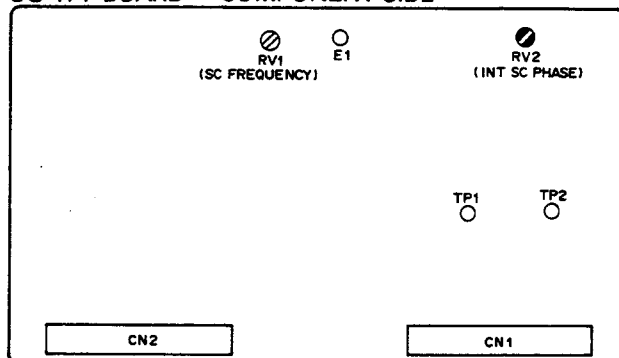 RV1
(SC FREQUENCY)
E1
RV2
(INT SC PHASE)
TP1
TP2
CN2
CN1